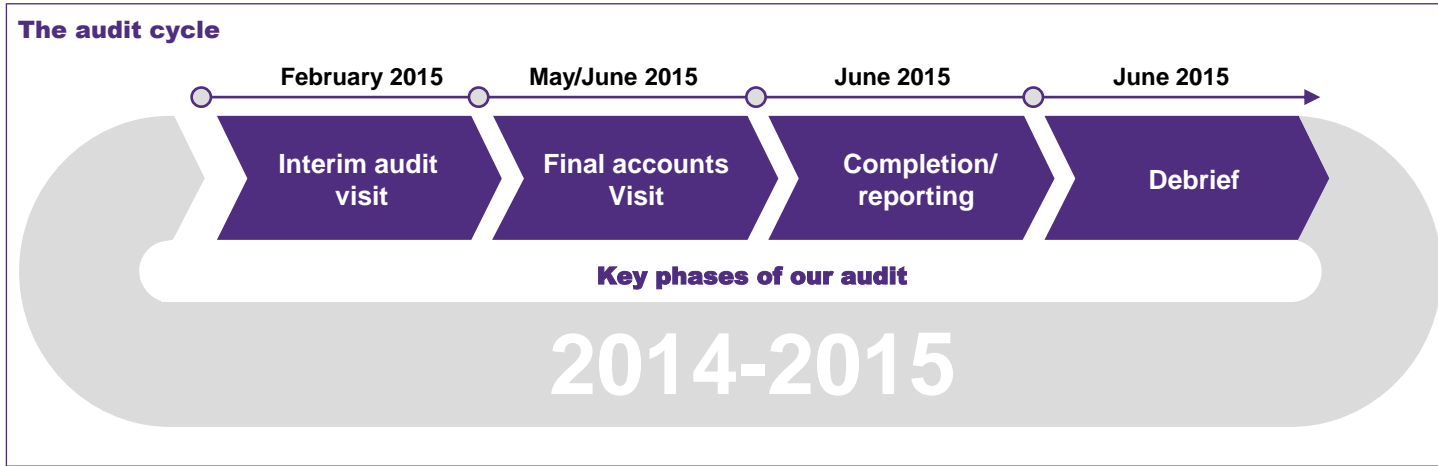 The audit cycle
February 2015
May/June 2015
June 2015
June 2015
Interim audit
visit
Final accounts
Visit
Completion/
reporting
Debrief
Key phases of our audit
2014-2015